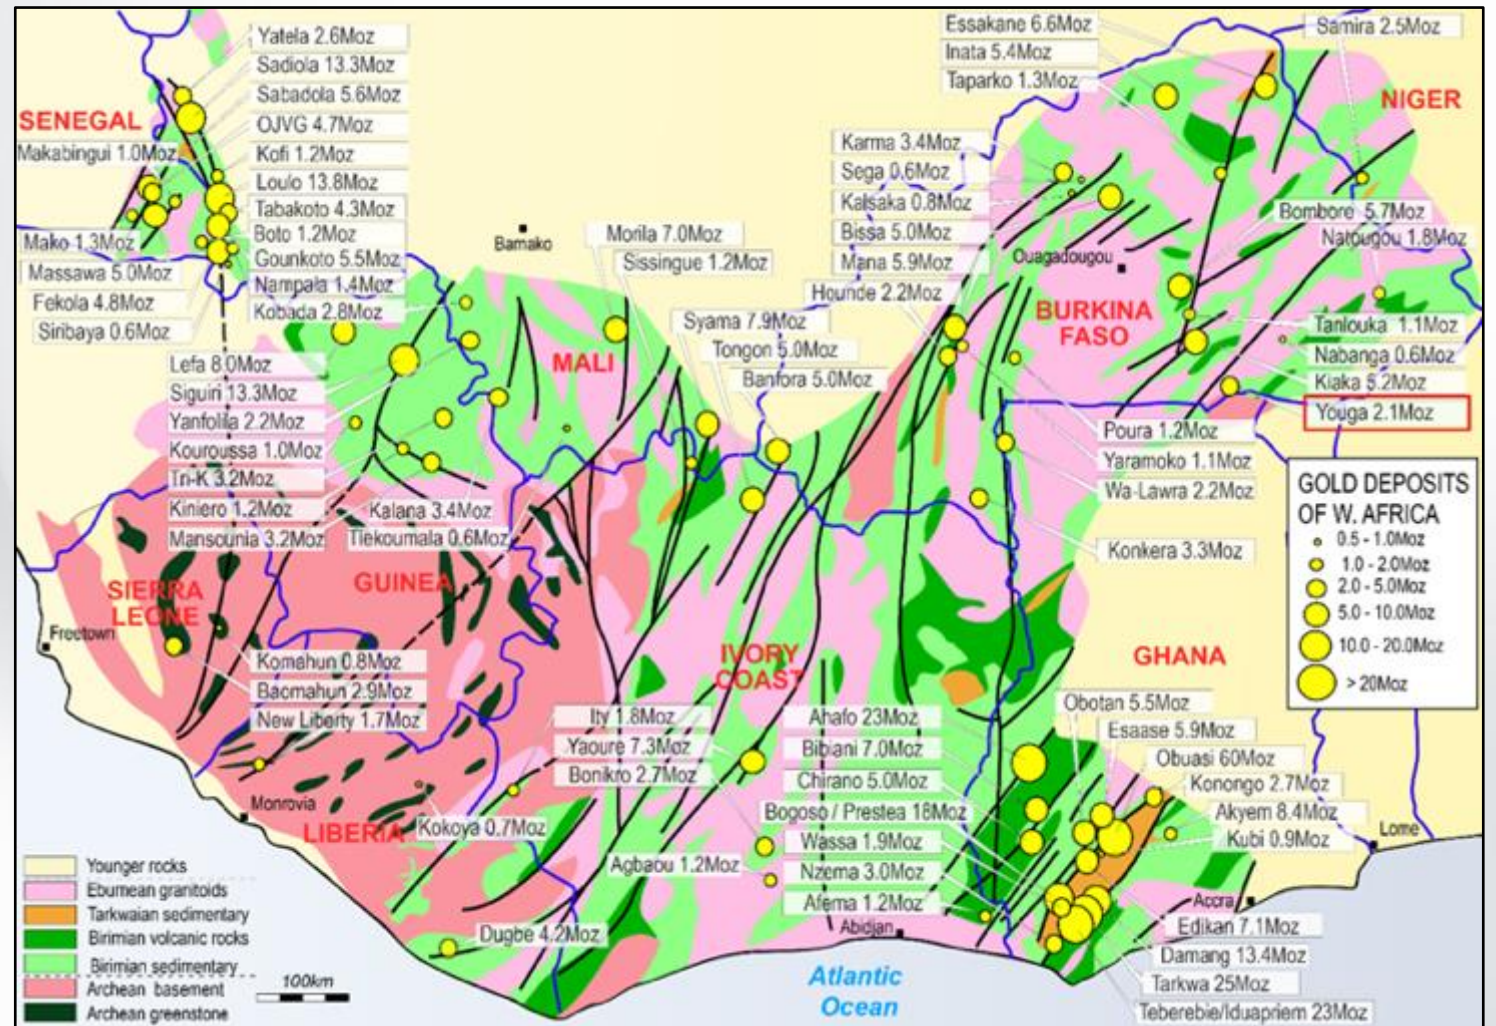 Yatela 2.6Moz
Sadiola 13.3Moz
Sabadola 5.6Moz
OJVG 4.7Moz
Kofi 1.2Moz
Loulo 13.8Moz
Tabakoto 4.3Moz
Boto 1.2Moz
Gounkoto 5.5Moz
Nampala 1.4Moz
Kobada 2.8Moz
SENEGAL
Makabingui 1.0Moz
Mako 1.3Moz
Massawa 5.0Moz
Fekola 4.8Moz
Siribaya 0.6Moz
Bamako
Morila 7.0Moz
Sissingue 1.2Moz
Syama 7.9Moz
Tongon 5.0Moz
Banfora 5.0Moz
MALI
Essakane 6.6Moz
Inata 5.4Moz
Taparko 1.3Moz
Samira 2.5Moz
NIGER
Karma 3.4Moz
Sega 0.6Moz
Kalsaka 0.8Moz
Bissa 5.0Moz
Mana 5.9Moz
Hounde 2.2Moz
Ouagadougou
BURKINA
FASO
Bombore 5.7Moz
Natougou 1.8Moz
Tanlouka 1.1Moz
Nabanga 0.6Moz
Kiaka 5.2Moz
Youga 2.1Moz
Poura 1.2Moz
Yaramoko 1.1Moz
Wa-Lawra 2.2Moz
Konkera 3.3Moz
Lefa 8.0Moz
Siguiri 13.3Moz
Yanfolila 2.2Moz
Kouroussa 1.0Moz
Tri-K 3.2Moz
Kiniero 1.2Moz
Mansounia 3.2Moz
Kalana 3.4Moz
Tiekoumala 0.6Moz
GOLD DEPOSITS
OF W. AFRICA
0.5 - 1.0Moz
1.0 - 2.0Moz
2.0 - 5.0Moz
5.0 - 10.0Moz
10.0 - 20.0Moz
> 20Moz
SIERRA
LEONE
GUINEA
Freetown
Komahun 0.8Moz
Baomahun 2.9Moz
New Liberty 1.7Moz
Monrovia
LIBERIA
Kokoya 0.7Moz
Dugbe 4.2Moz
IVORY
COAST
Ity 1.8Moz
Yaoure 7.3Moz
Bonikro 2.7Moz
Agbaou 1.2Moz
Abidjan
GHANA
Ahafo 23Moz
Bibiani 7.0Moz
Chirano 5.0Moz
Bogoso / Prestea 18Moz
Wassa 1.9Moz
Nzema 3.0Moz
Afema 1.2Moz
Obotan 5.5Moz
Esaase 5.9Moz
Obuasi 60Moz
Konongo 2.7Moz
Akyem 8.4Moz
Kubi 0.9Moz
Lome
Accra
Edikan 7.1Moz
Damang 13.4Moz
Tarkwa 25Moz
Teberebie/Iduapriem 23Moz
Atlantic
Ocean
Younger rocks
Eburnean granitoids
Tarkwaian sedimentary
Birimian volcanic rocks
Birimian sedimentary
Archean basement
Archean greenstone
100km